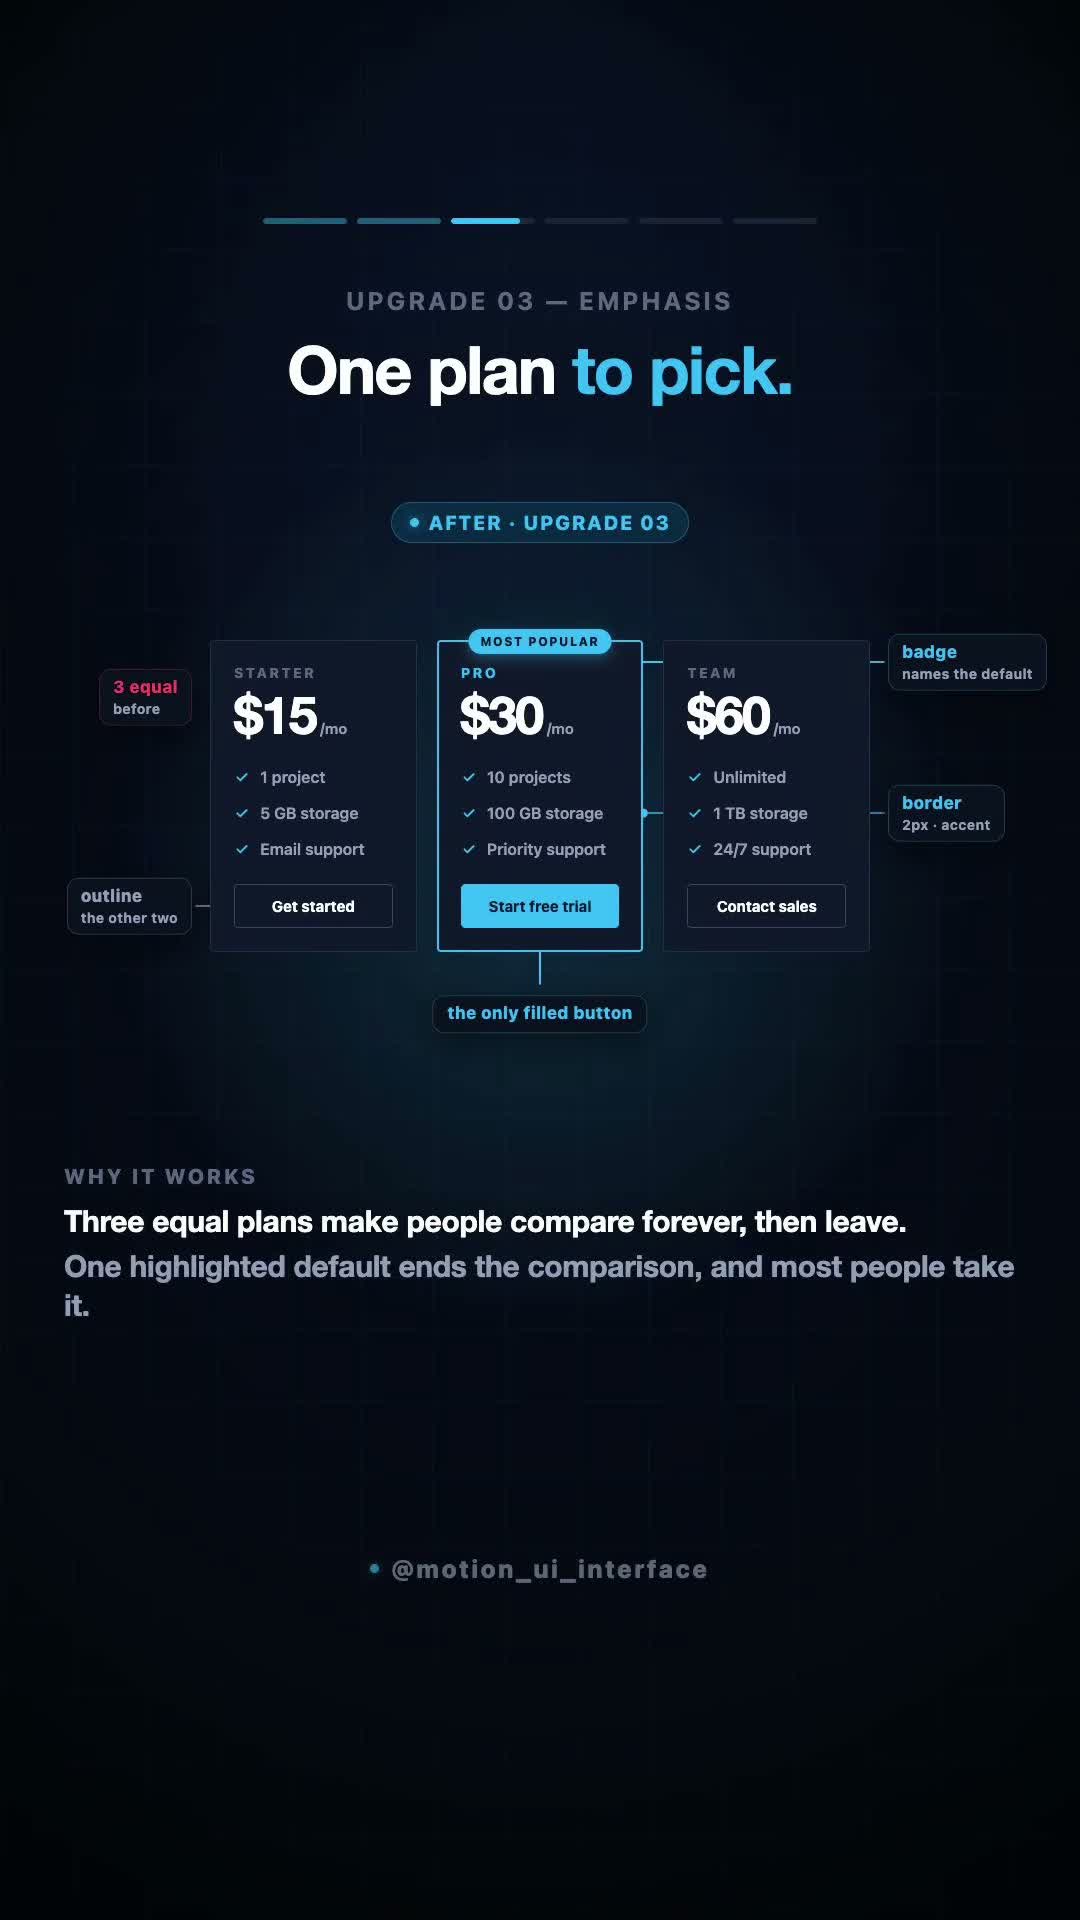 UPGRADE 03 — EMPHASIS
One plan to pick.
AFTER · UPGRADE 03
3 equal
before
outline
the other two
STARTER
$15/mo
1 project
5 GB storage
Email support
Get started
MOST POPULAR
PRO
$30/mo
10 projects
100 GB storage
Priority support
Start free trial
TEAM
$60/mo
Unlimited
1 TB storage
24/7 support
Contact sales
badge
names the default
border
2px · accent
the only filled button
WHY IT WORKS
Three equal plans make people compare forever, then leave.
One highlighted default ends the comparison, and most people take
it.
@motion_ui_interface